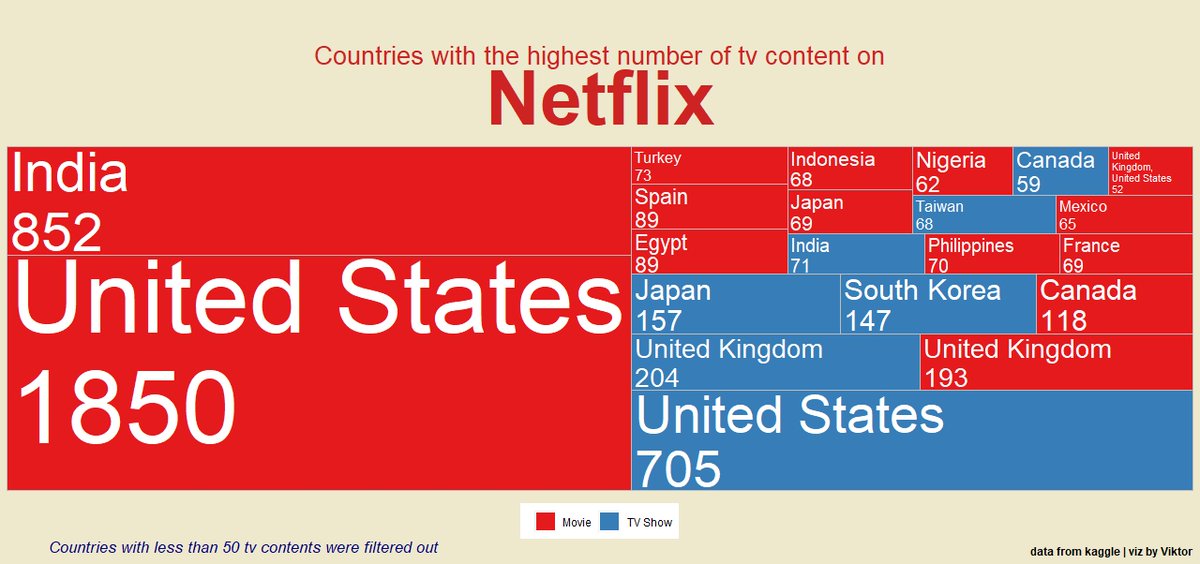 Countries with the highest number of tv content on
Netflix
India
852
United States
1850
Turkey
73
Spain
89
Egypt
89
Indonesia
68
Japan
69
India
71
Nigeria
62
Canada
59
United
Kingdom,
United States
52
Taiwan
68
Mexico
65
Philippines
70
France
69
Japan
157
South Korea
147
Canada
118
United Kingdom
204
United Kingdom
193
United States
705
Movie
TV Show
Countries with less than 50 tv contents were filtered out
data from kaggle | viz by Viktor